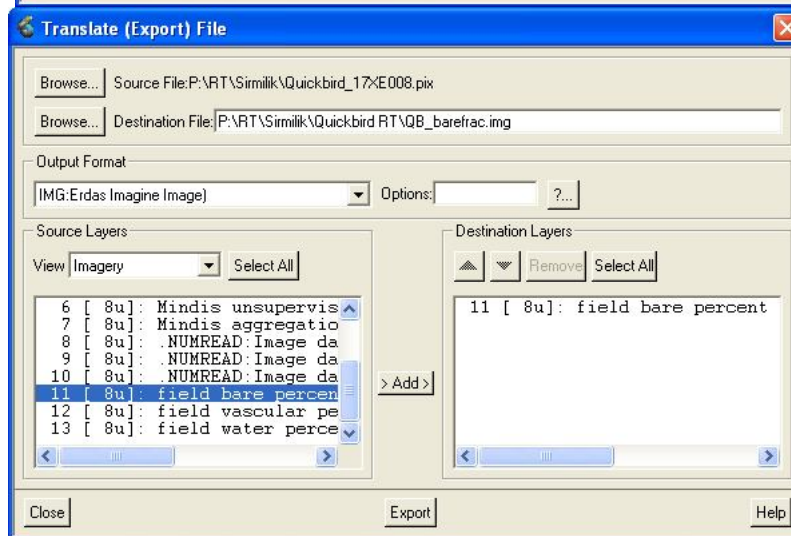 Translate (Export) File
Browse... Source File:P:\RT\Sirmilik\Quickbird_17XE008.pix
Browse... Destination File: P:\RT\Sirmilik\Quickbird RT\QB_barefrac.img
Output Format
IMG:Erdas Imagine Image) Options: ?...
Source Layers
View Imagery Select All
6 [ 8u]: Mindis unsupervis
7 [ 8u]: Mindis aggregatio
8 [ 8u]: .NUMREAD:Image da
9 [ 8u]: .NUMREAD:Image da
10 [ 8u]: .NUMREAD:Image da
11 [ 8u]: field bare percen
12 [ 8u]: field vascular pe
13 [ 8u]: field water perce
> Add >
Destination Layers
Remove Select All
11 [ 8u]: field bare percent
Close Export Help